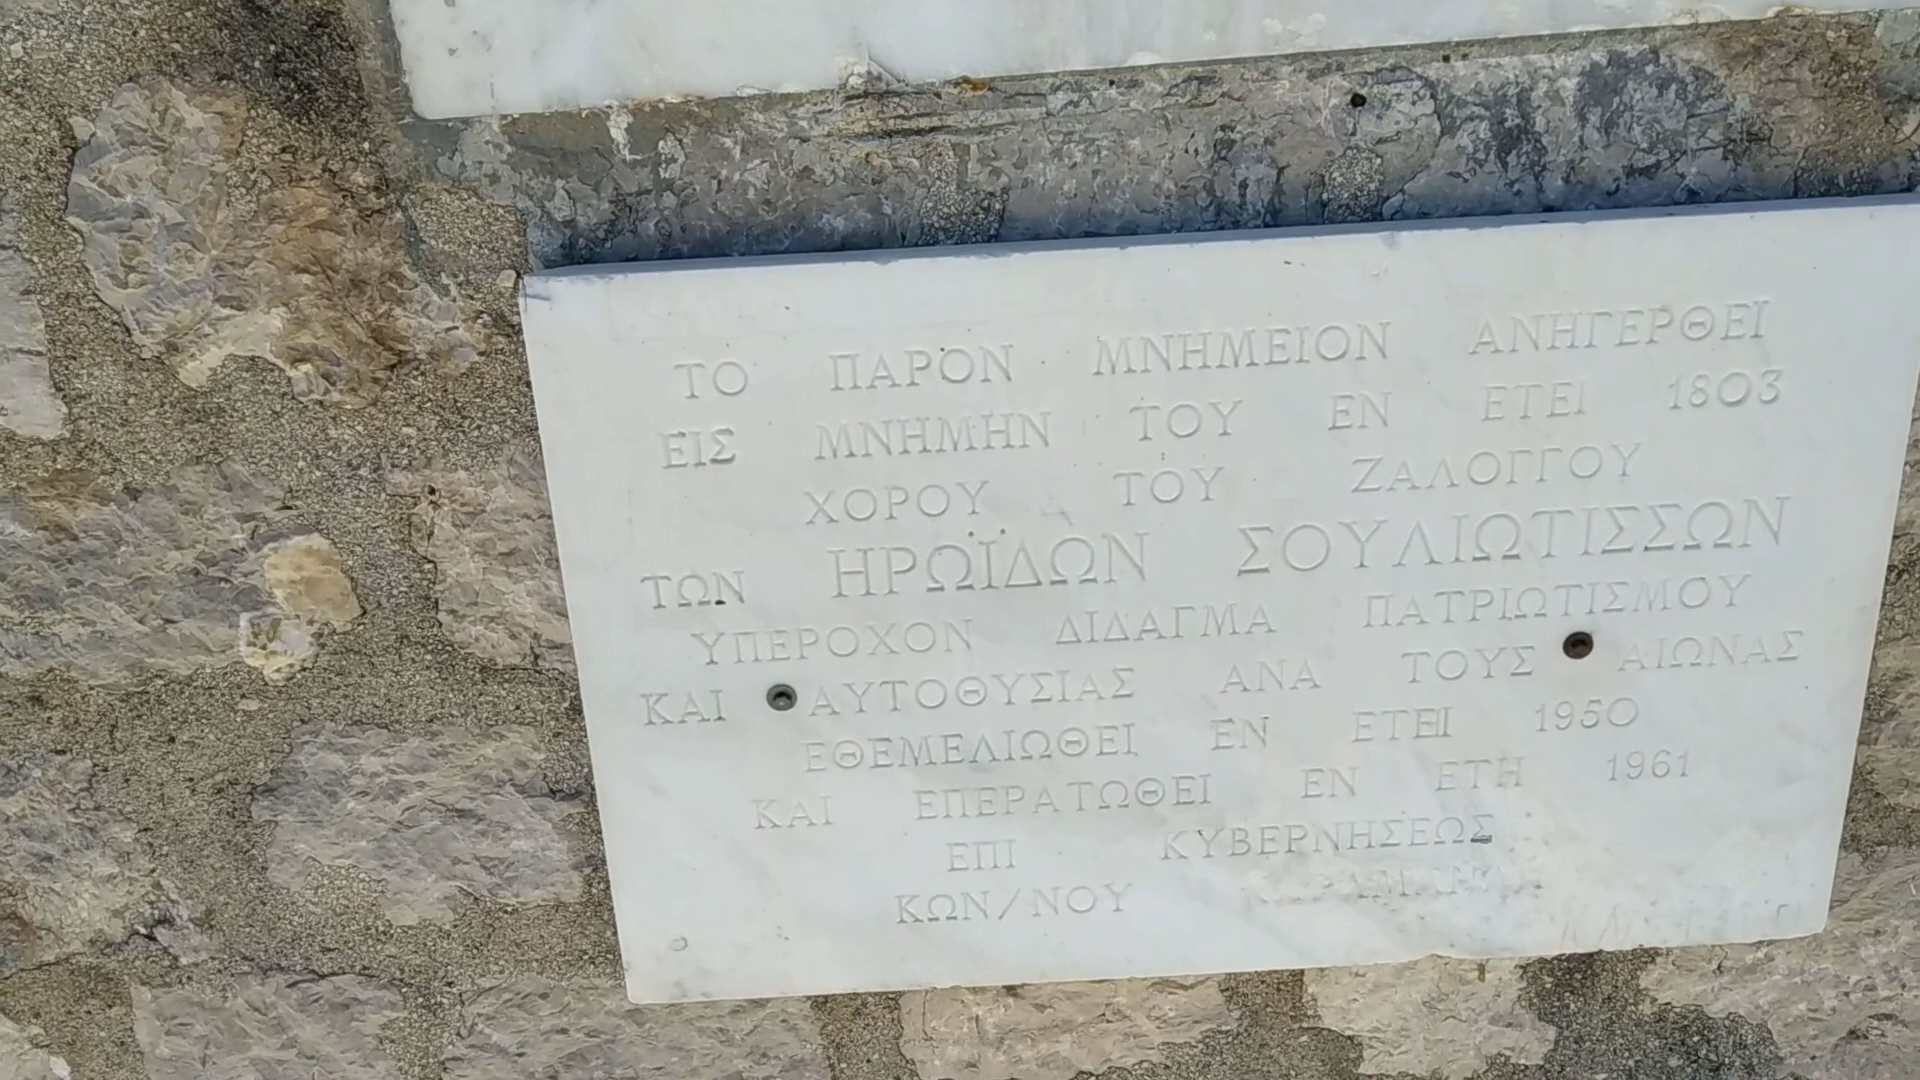 ΤΟ ΠΑΡΟΝ ΜΝΗΜΕΙΟΝ ΑΝΗΓΕΡΘΕΙ
ΕΙΣ ΜΝΗΜΗΝ ΤΟΥ ΕΝ ΕΤΕΙ 1803
ΧΟΡΟΥ ΤΟΥ ΖΑΛΟΓΓΟΥ
ΤΩΝ ΗΡΩΪΔΩΝ ΣΟΥΛΙΩΤΙΣΣΩΝ
ΥΠΕΡΟΧΟΝ ΔΙΔΑΓΜΑ ΠΑΤΡΙΩΤΙΣΜΟΥ
ΚΑΙ ΑΥΤΟΘΥΣΙΑΣ ΑΝΑ ΤΟΥΣ ΑΙΩΝΑΣ
ΕΘΕΜΕΛΙΩΘΕΙ ΕΝ ΕΤΕΙ 1950
ΚΑΙ ΕΠΕΡΑΤΩΘΕΙ ΕΝ ΕΤΗ 1961
ΕΠΙ ΚΥΒΕΡΝΗΣΕΩΣ
ΚΩΝ/ΝΟΥ